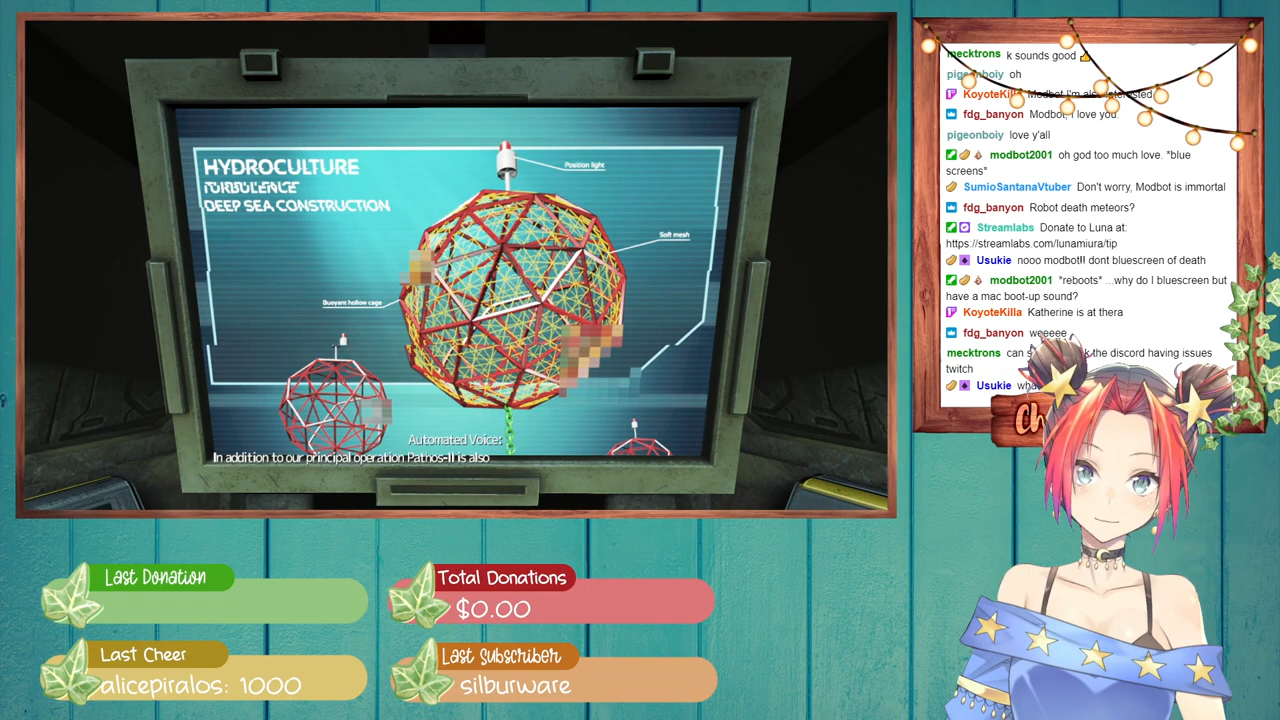 HYDROCULTURE
TURBULENCE
DEEP SEA CONSTRUCTION
Position light
Soft mesh
Buoyant hollow cage
Automated Voice:
In addition to our principal operation Pathos-II is also
mecktrons k sounds good
pigeonboiy oh
KoyoteKilla Modbot I'm also interested
fdg_banyon Modbot, I love you.
pigeonboiy love y'all
modbot2001 oh god too much love. *blue
screens*
SumioSantanaVtuber Don't worry, Modbot is immortal
fdg_banyon Robot death meteors?
Streamlabs Donate to Luna at:
https://streamlabs.com/lunamiura/tip
Usukie nooo modbot!! dont bluescreen of death
modbot2001 *reboots* ...why do I bluescreen but
have a mac boot-up sound?
KoyoteKilla Katherine is at thera
fdg_banyon weeeee
mecktrons can the discord having issues
twitch
Usukie
Last Donation
Total Donations
$0.00
Last Cheer
alicepiralos: 1000
Last Subscriber
silburware